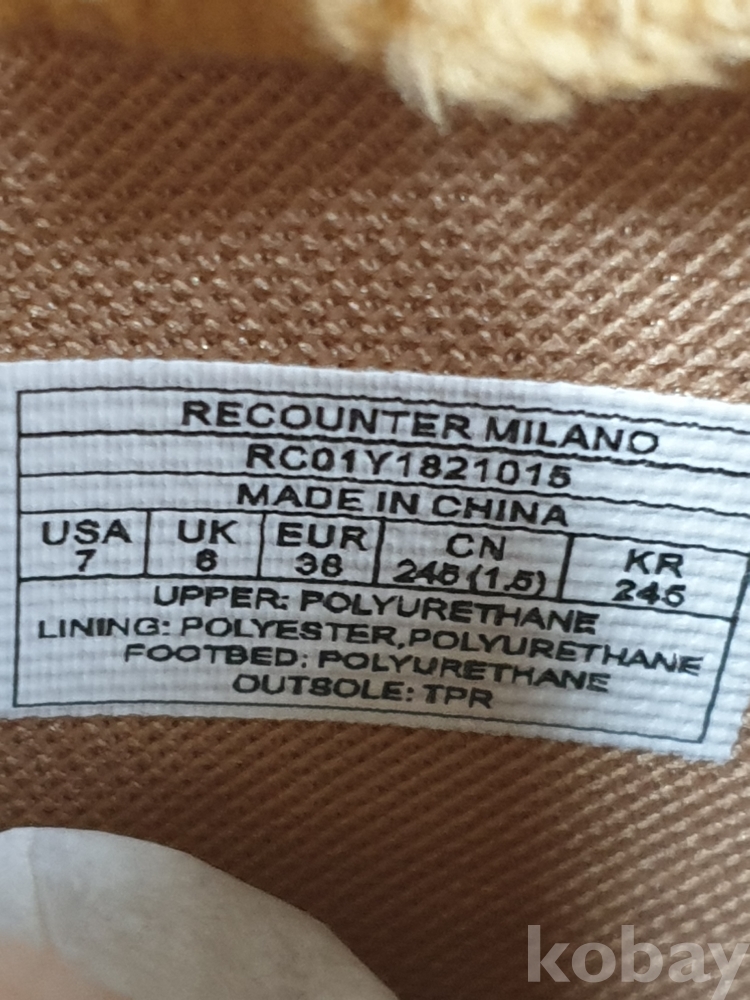 RECOUNTER MILANO
RC01Y1821015
MADE IN CHINA
USA UK EUR CN KR
7 6 38 245 (1.5) 245
UPPER: POLYURETHANE
LINING: POLYESTER,POLYURETHANE
FOOTBED: POLYURETHANE
OUTSOLE: TPR
kobay